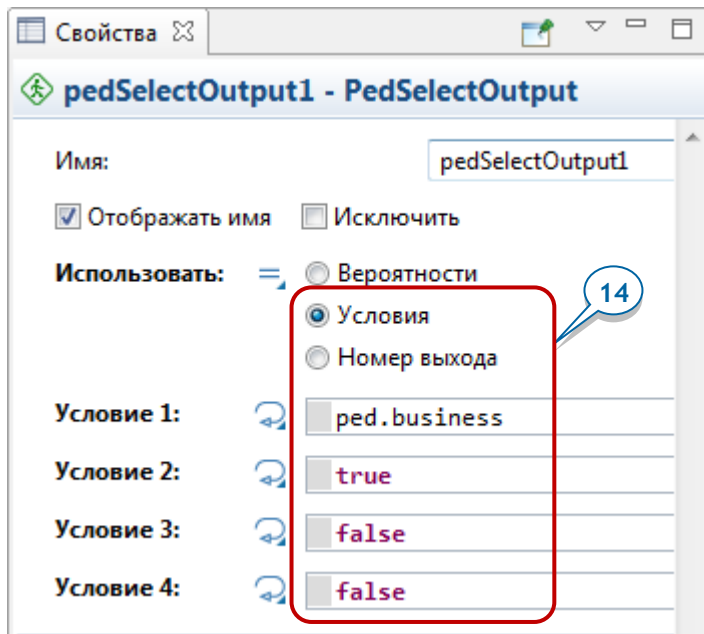 Свойства
pedSelectOutput1 - PedSelectOutput
Имя: pedSelectOutput1
Отображать имя Исключить
Использовать: Вероятности
14
Условия
Номер выхода
Условие 1: ped.business
Условие 2: true
Условие 3: false
Условие 4: false